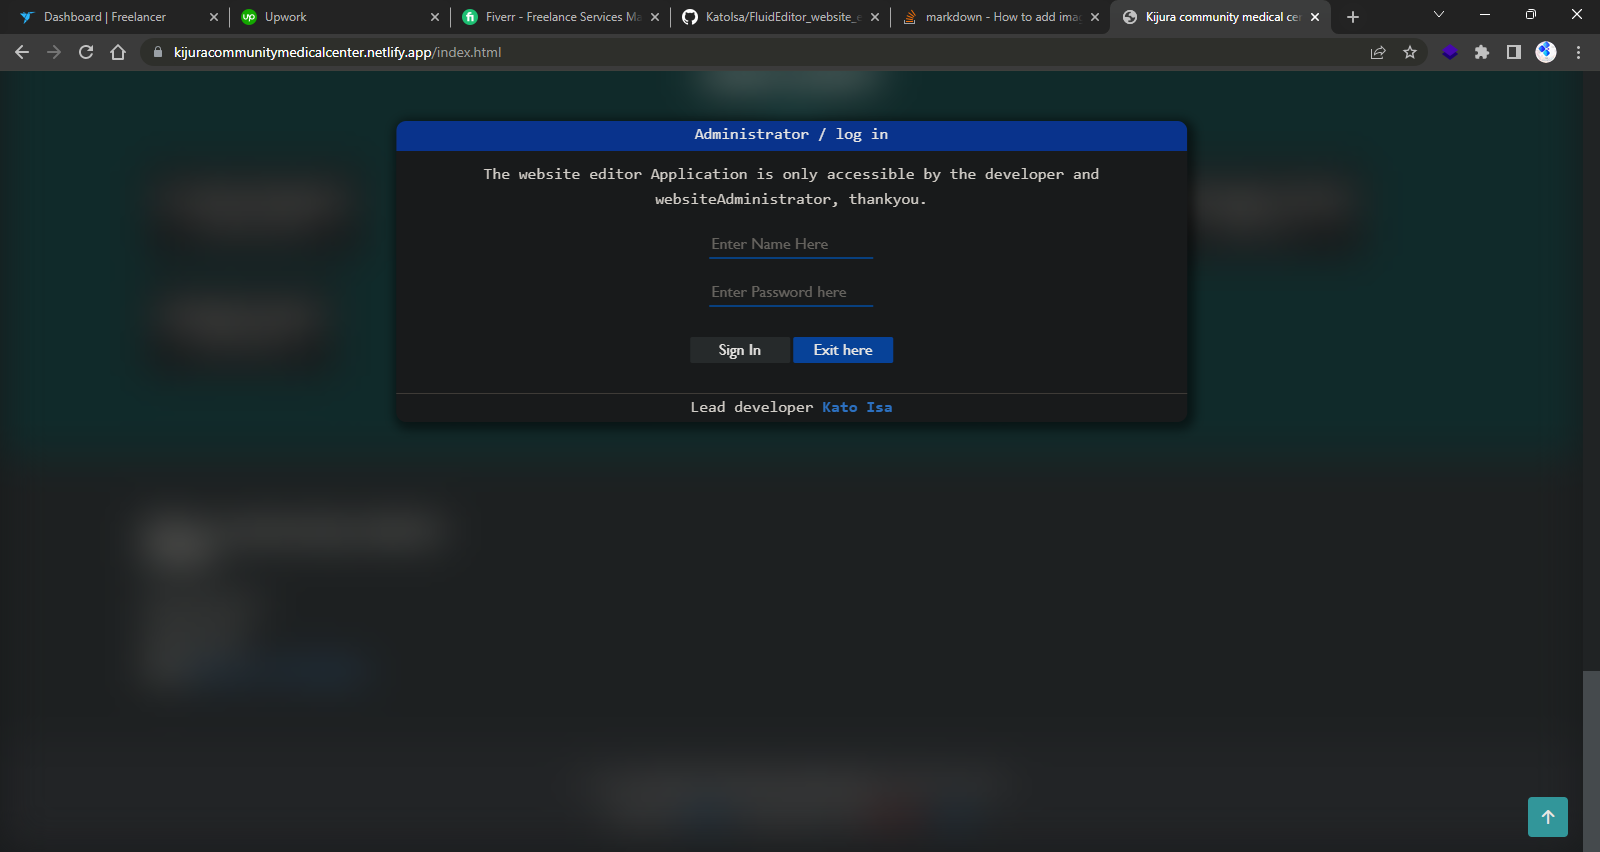 Dashboard | Freelancer
Upwork
Fiverr - Freelance Services Ma
KatoIsa/FluidEditor_website_e
markdown - How to add imag
Kijura community medical cen
kijuracommunitymedicalcenter.netlify.app/index.html
Administrator / log in
The website editor Application is only accessible by the developer and
websiteAdministrator, thankyou.
Enter Name Here
Enter Password here
Sign In
Exit here
Lead developer Kato Isa